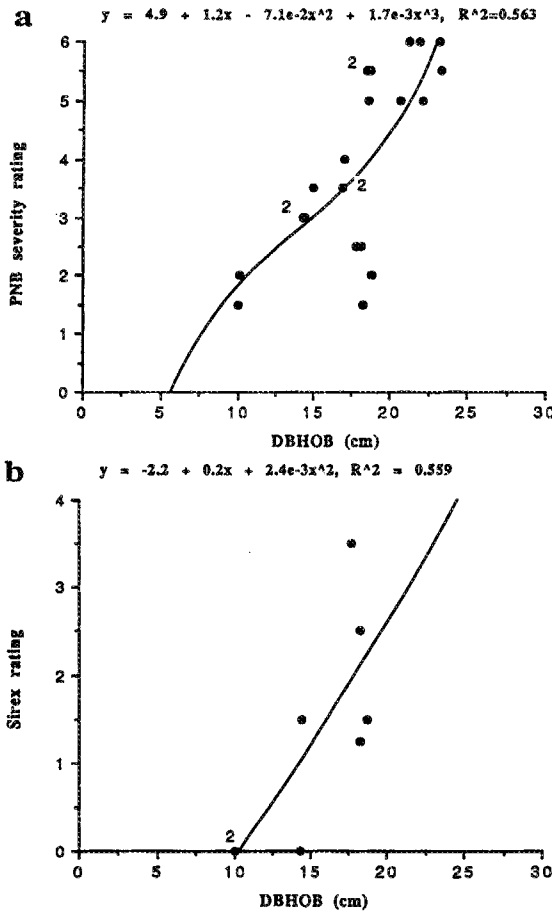 a
y = 4.9 + 1.2x - 7.1e-2x^2 + 1.7e-3x^3, R^2=0.563
PNB severity rating
6
5
4
3
2
1
0
2
2
2
0 5 10 15 20 25 30
DBHOB (cm)
b
y = -2.2 + 0.2x + 2.4e-3x^2, R^2 = 0.559
Sirex rating
4
3
2
1
0
2
0 5 10 15 20 25 30
DBHOB (cm)